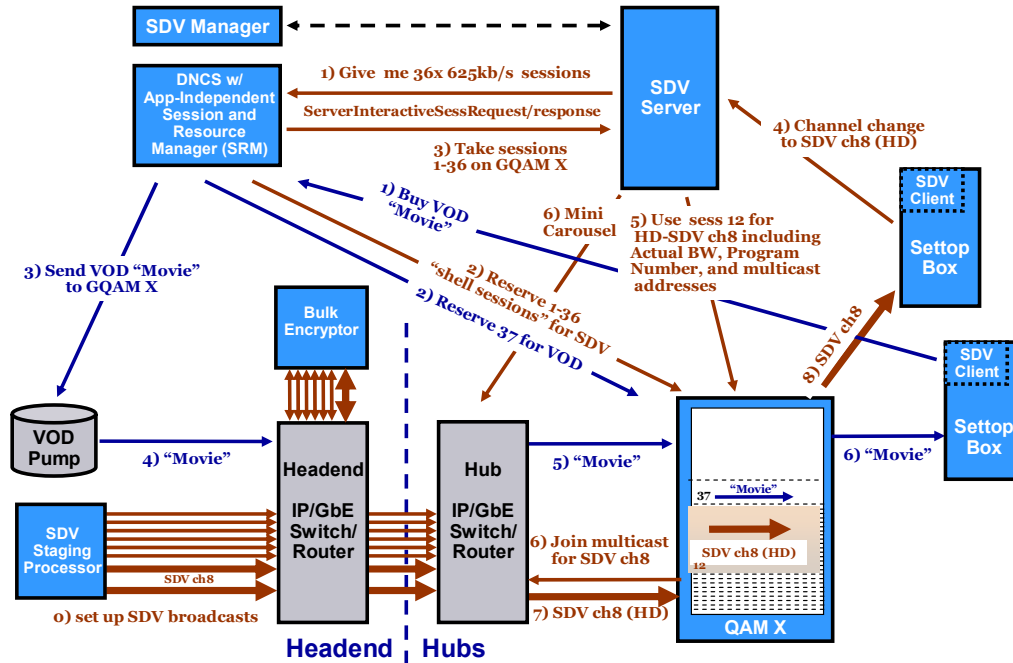 SDV Manager
DNCS w/
App-Independent
Session and
Resource
Manager (SRM)
1) Give me 36x 625kb/s sessions
ServerInteractiveSessRequest/response
3) Take sessions
1-36 on GQAM X
SDV
Server
4) Channel change
to SDV ch8 (HD)
SDV
Client
Settop
Box
1) Buy VOD
“Movie”
6) Mini
Carousel
5) Use sess 12 for
HD-SDV ch8 including
Actual BW, Program
Number, and multicast
addresses
3) Send VOD “Movie”
to GQAM X
2) Reserve 1-36
“shell sessions” for SDV
2) Reserve 37 for VOD
Bulk
Encryptor
8) SDV ch8
SDV
Client
Settop
Box
VOD
Pump
4) “Movie”
Headend
IP/GbE
Switch/
Router
Hub
IP/GbE
Switch/
Router
5) “Movie”
6) “Movie”
37
“Movie”
SDV ch8 (HD)
12
QAM X
SDV
Staging
Processor
SDV ch8
0) set up SDV broadcasts
6) Join multicast
for SDV ch8
7) SDV ch8 (HD)
Headend
Hubs